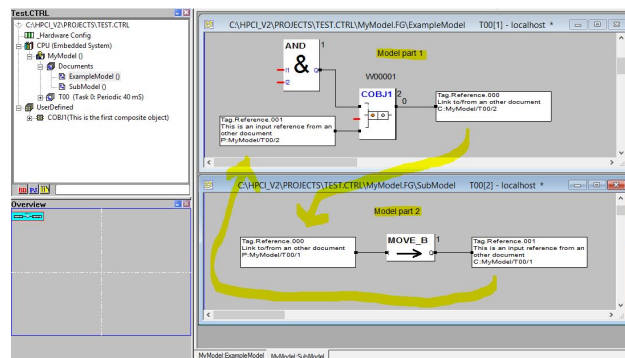 Test.CTRL
C:\HPCI_V2\PROJECTS\TEST.CTRL
_Hardware Config
CPU (Embedded System)
MyModel ()
Documents
ExampleModel ()
SubModel ()
T00 (Task 0: Periodic 40 mS)
UserDefined
COBJ1(This is the first composite object)
Overview
C:\HPCI_V2\PROJECTS\TEST.CTRL\MyModel.FG\ExampleModel T00[1] - localhost *
AND 1
&
I1
I2
O
Model part 1
W00001
COBJ1 2
0
Tag.Reference.000
Link to/from an other document
C:MyModel/T00/2
Tag.Reference.001
This is an input reference from an
other document
P:MyModel/T00/2
C:\HPCI_V2\PROJECTS\TEST.CTRL\MyModel.FG\SubModel T00[2] - localhost *
Model part 2
Tag.Reference.000
Link to/from an other document
P:MyModel/T00/1
MOVE_B 1
Tag.Reference.001
This is an input reference from an
other document
C:MyModel/T00/1
MyModel:ExampleModel MyModel:SubModel